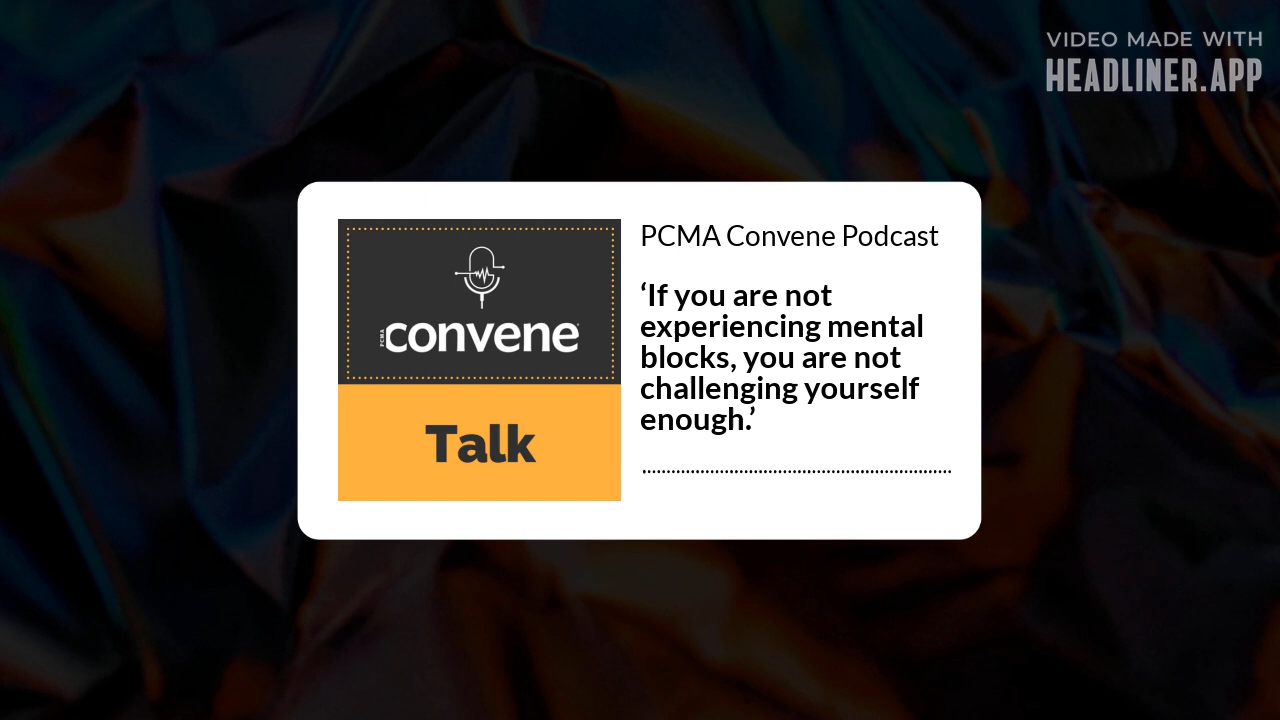 VIDEO MADE WITH
HEADLINER.APP
PCMA convene
Talk
PCMA Convene Podcast
‘If you are not
experiencing mental
blocks, you are not
challenging yourself
enough.’